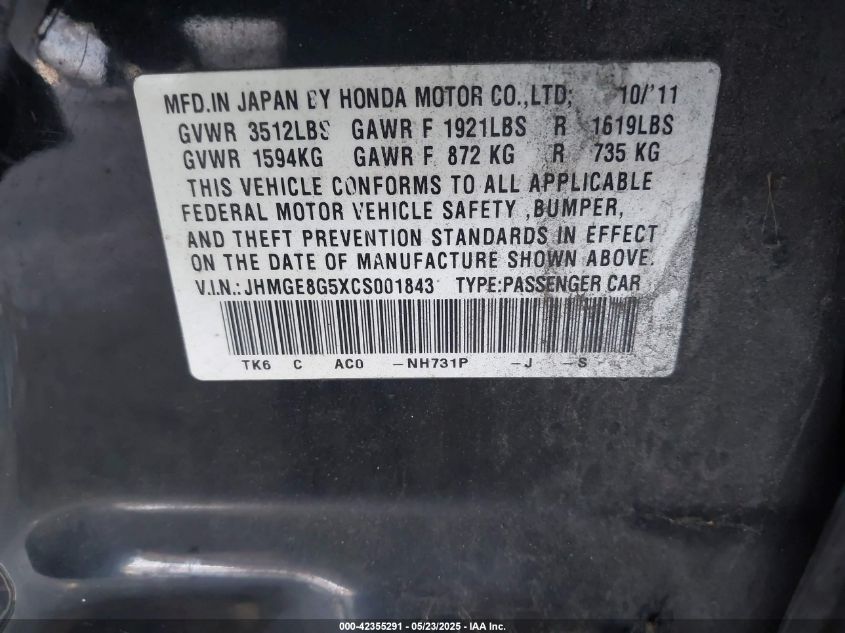 MFD.IN JAPAN BY HONDA MOTOR CO.,LTD; 10/'11
GVWR 3512LBS GAWR F 1921LBS R 1619LBS
GVWR 1594KG GAWR F 872 KG R 735 KG
THIS VEHICLE CONFORMS TO ALL APPLICABLE
FEDERAL MOTOR VEHICLE SAFETY ,BUMPER,
AND THEFT PREVENTION STANDARDS IN EFFECT
ON THE DATE OF MANUFACTURE SHOWN ABOVE.
V.I.N.: JHMGE8G5XCS001843 TYPE:PASSENGER CAR
TK6 C AC0 -NH731P -J -S
000-42355291 - 05/23/2025 - IAA Inc.